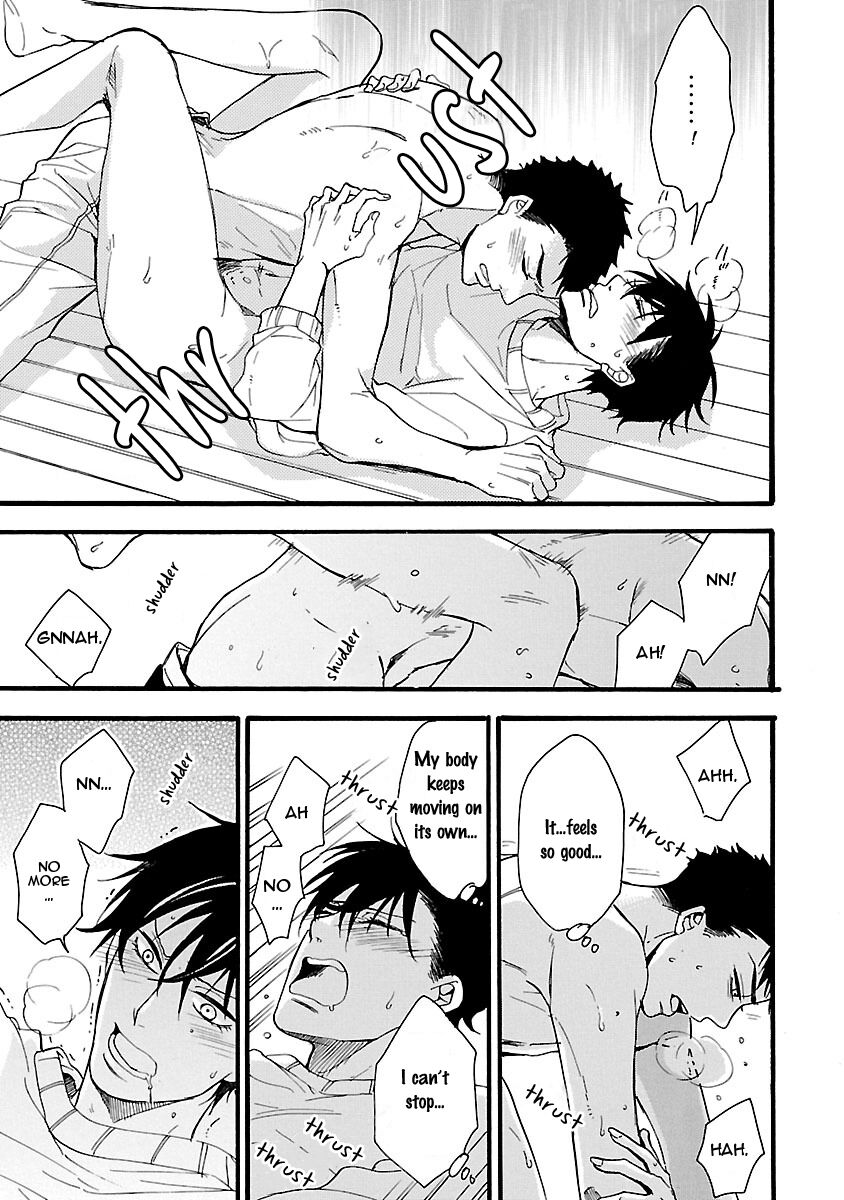 .....!
...
thr
ust
NN!
AH!
shudder
shudder
GNNAH.
AHH.
It...feels
so good...
thrust
thrust
HAH.
My body
keeps
moving on
its own...
thrust
AH
NO
...
I can't
stop...
thrust
thrust
shudder
NN...
NO
MORE
...